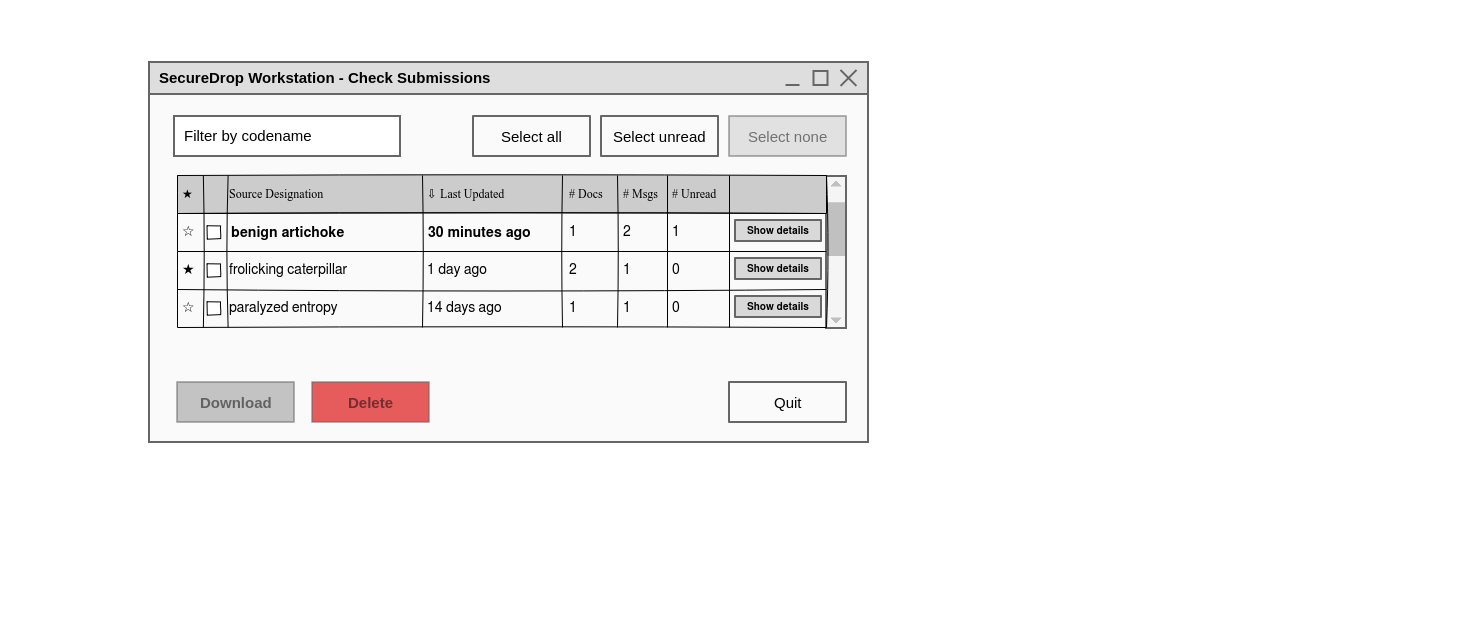 SecureDrop Workstation - Check Submissions
Filter by codename Select all Select unread Select none
★ Source Designation ⇩ Last Updated # Docs # Msgs # Unread
☆ benign artichoke 30 minutes ago 1 2 1 Show details
★ frolicking caterpillar 1 day ago 2 1 0 Show details
☆ paralyzed entropy 14 days ago 1 1 0 Show details
Download Delete Quit